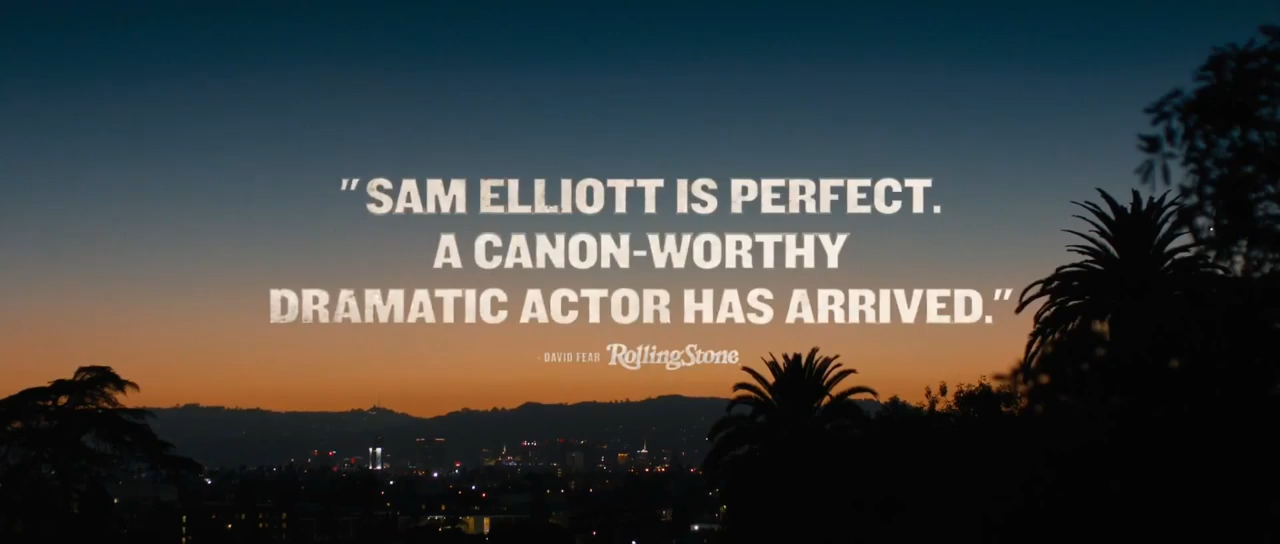 "SAM ELLIOTT IS PERFECT.
A CANON-WORTHY
DRAMATIC ACTOR HAS ARRIVED."
- DAVID FEAR RollingStone